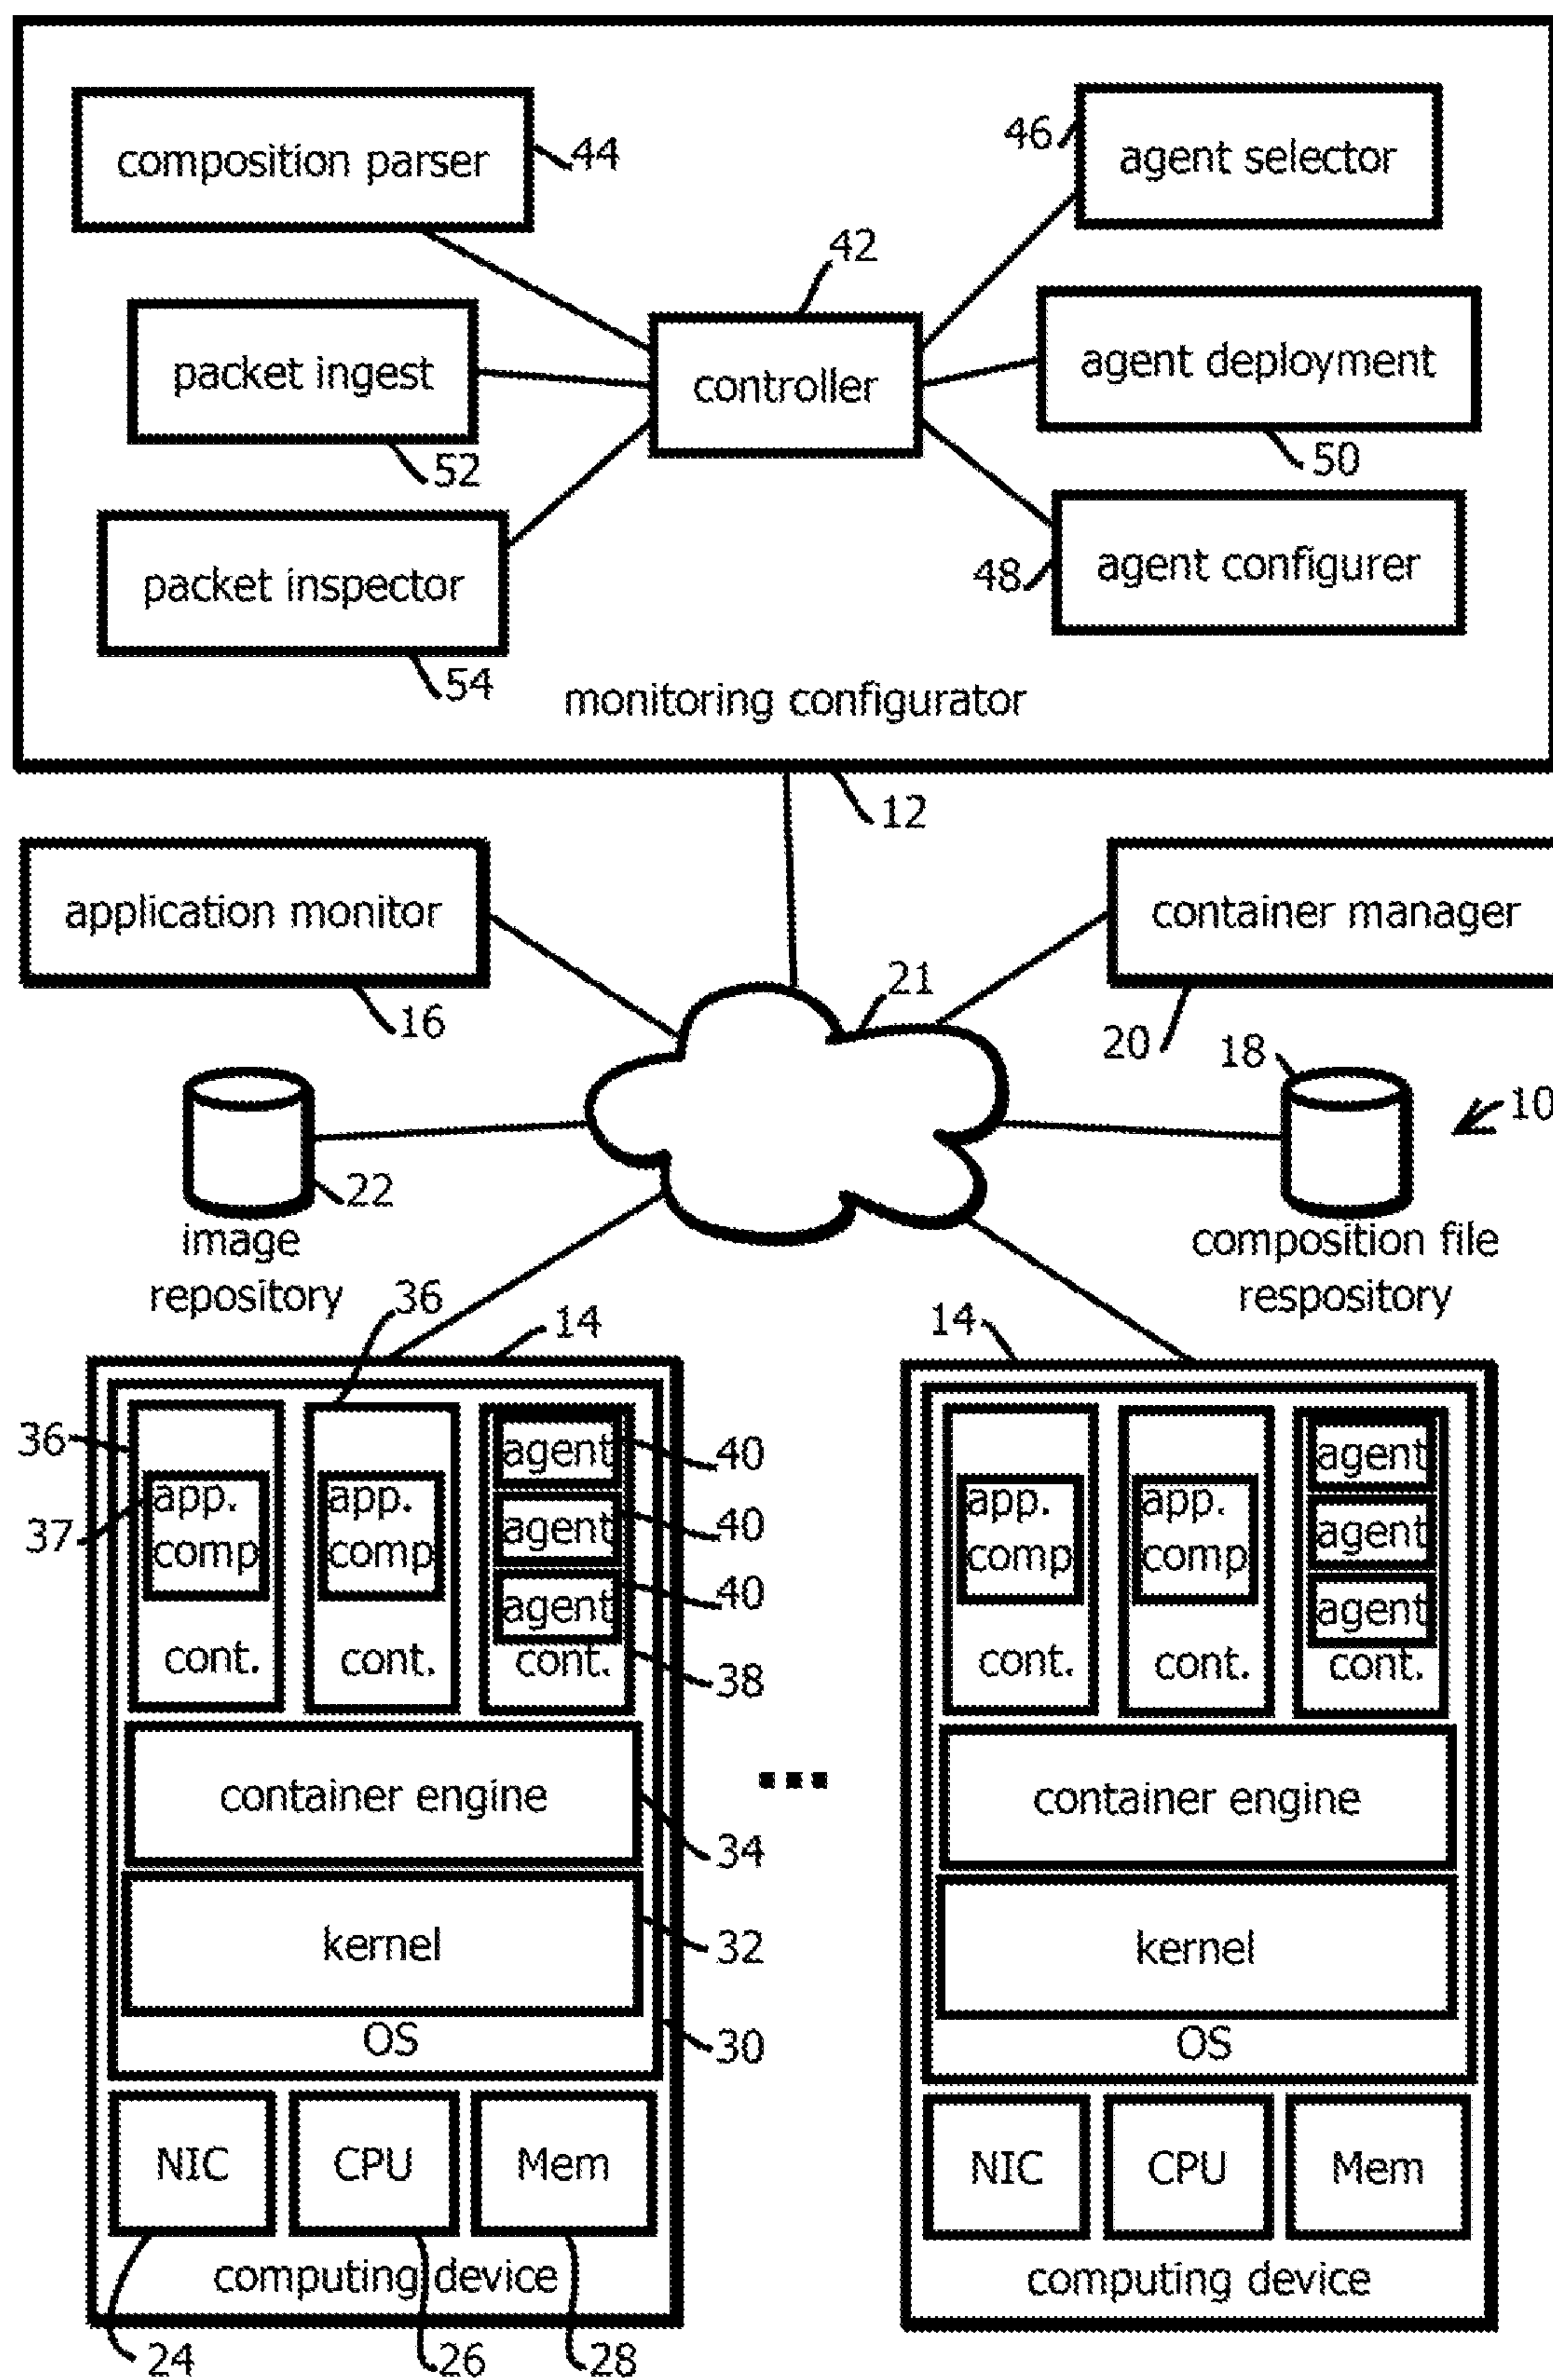 composition parser
44
46
agent selector
42
packet ingest
52
controller
agent deployment
50
packet inspector
54
48
agent configurer
monitoring configurator
12
application monitor
16
container manager
20
21
22
image
repository
18
10
composition file
respository
36
14
14
36
37
app.
comp
cont.
app.
comp
cont.
agent
40
agent
40
agent
40
cont.
38
app.
comp
cont.
app.
comp
cont.
agent
agent
agent
cont.
container engine
34
...
container engine
kernel
32
kernel
OS
30
OS
NIC
CPU
Mem
NIC
CPU
Mem
computing device
computing device
24
26
28